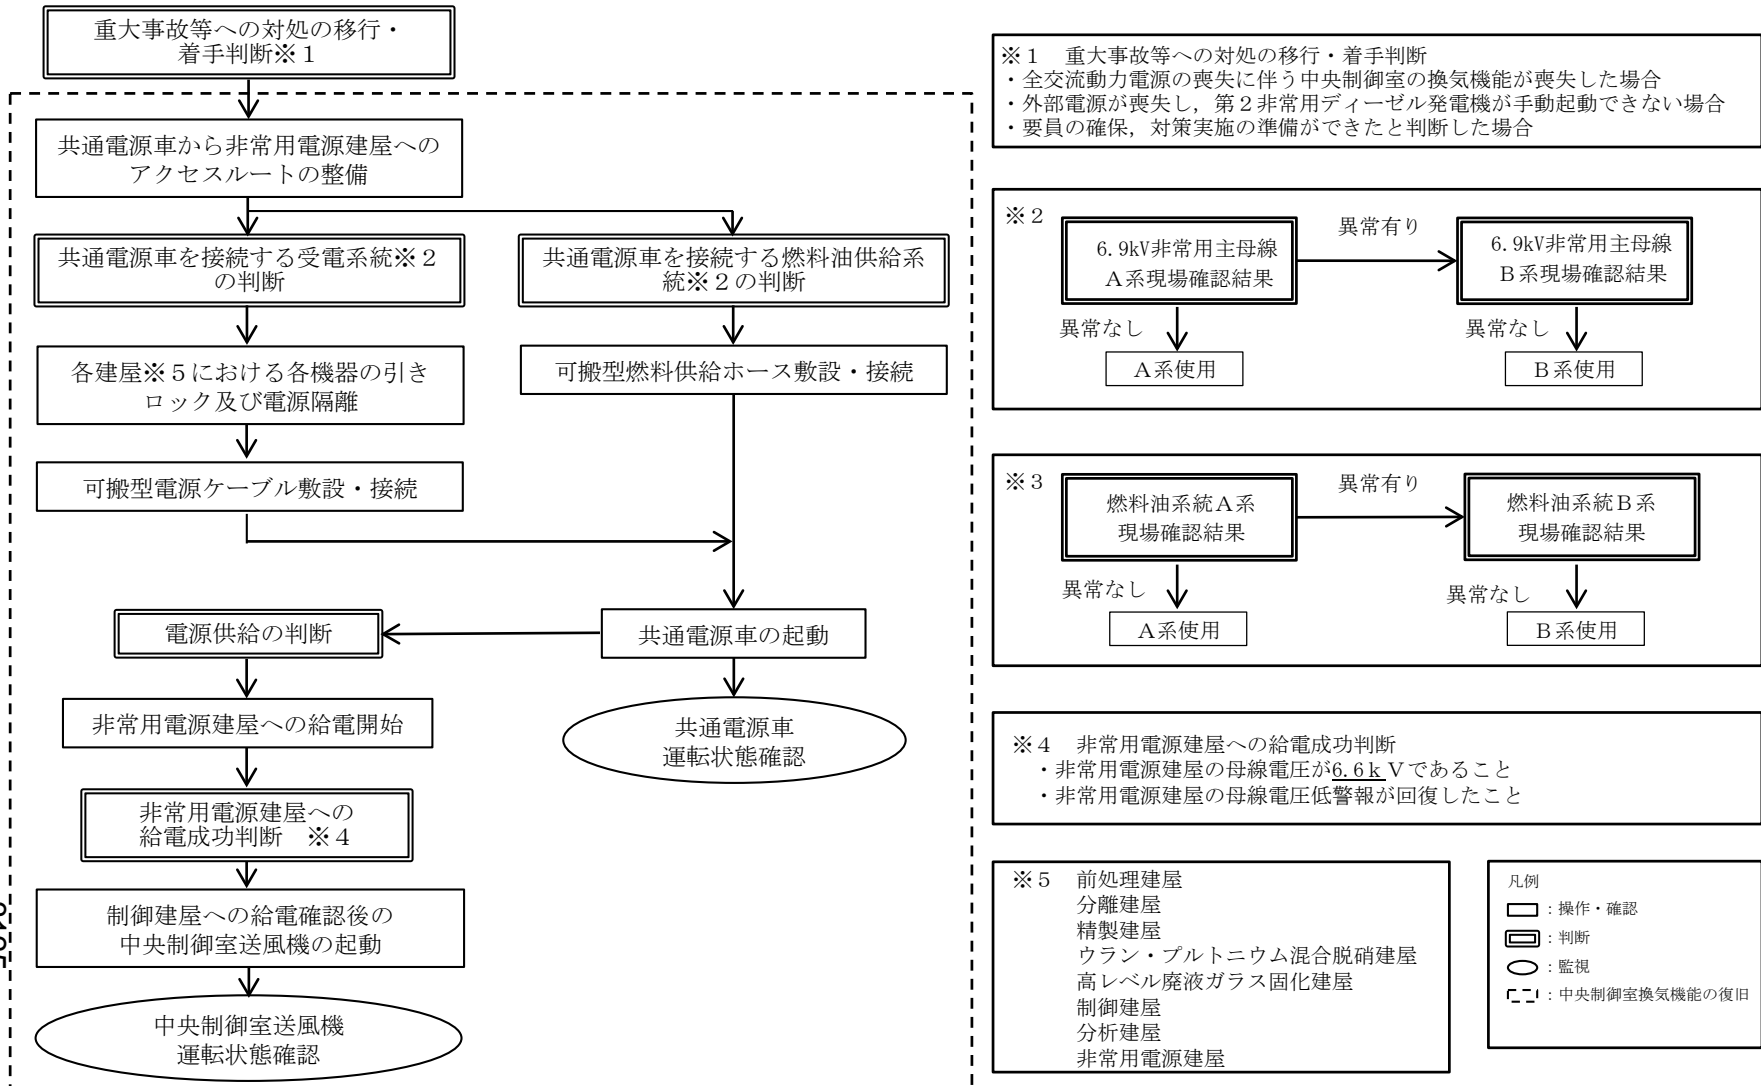 重大事故等への対処の移行・
着手判断※１
共通電源車から非常用電源建屋への
アクセスルートの整備
共通電源車を接続する受電系統※２
の判断
共通電源車を接続する燃料油供給系
統※２の判断
各建屋※５における各機器の引き
ロック及び電源隔離
可搬型燃料供給ホース敷設・接続
可搬型電源ケーブル敷設・接続
電源供給の判断
共通電源車の起動
非常用電源建屋への給電開始
共通電源車
運転状態確認
非常用電源建屋への
給電成功判断　※４
制御建屋への給電確認後の
中央制御室送風機の起動
中央制御室送風機
運転状態確認
※１　重大事故等への対処の移行・着手判断
・全交流動力電源の喪失に伴う中央制御室の換気機能が喪失した場合
・外部電源が喪失し，第２非常用ディーゼル発電機が手動起動できない場合
・要員の確保，対策実施の準備ができたと判断した場合
※２
6.9kV非常用主母線
Ａ系現場確認結果
異常有り
6.9kV非常用主母線
Ｂ系現場確認結果
異常なし
異常なし
Ａ系使用
Ｂ系使用
※３
燃料油系統Ａ系
現場確認結果
異常有り
燃料油系統Ｂ系
現場確認結果
異常なし
異常なし
Ａ系使用
Ｂ系使用
※４　非常用電源建屋への給電成功判断
・非常用電源建屋の母線電圧が6.6ｋＶであること
・非常用電源建屋の母線電圧低警報が回復したこと
※５　前処理建屋
分離建屋
精製建屋
ウラン・プルトニウム混合脱硝建屋
高レベル廃液ガラス固化建屋
制御建屋
分析建屋
非常用電源建屋
凡例
：操作・確認
：判断
：監視
：中央制御室換気機能の復旧